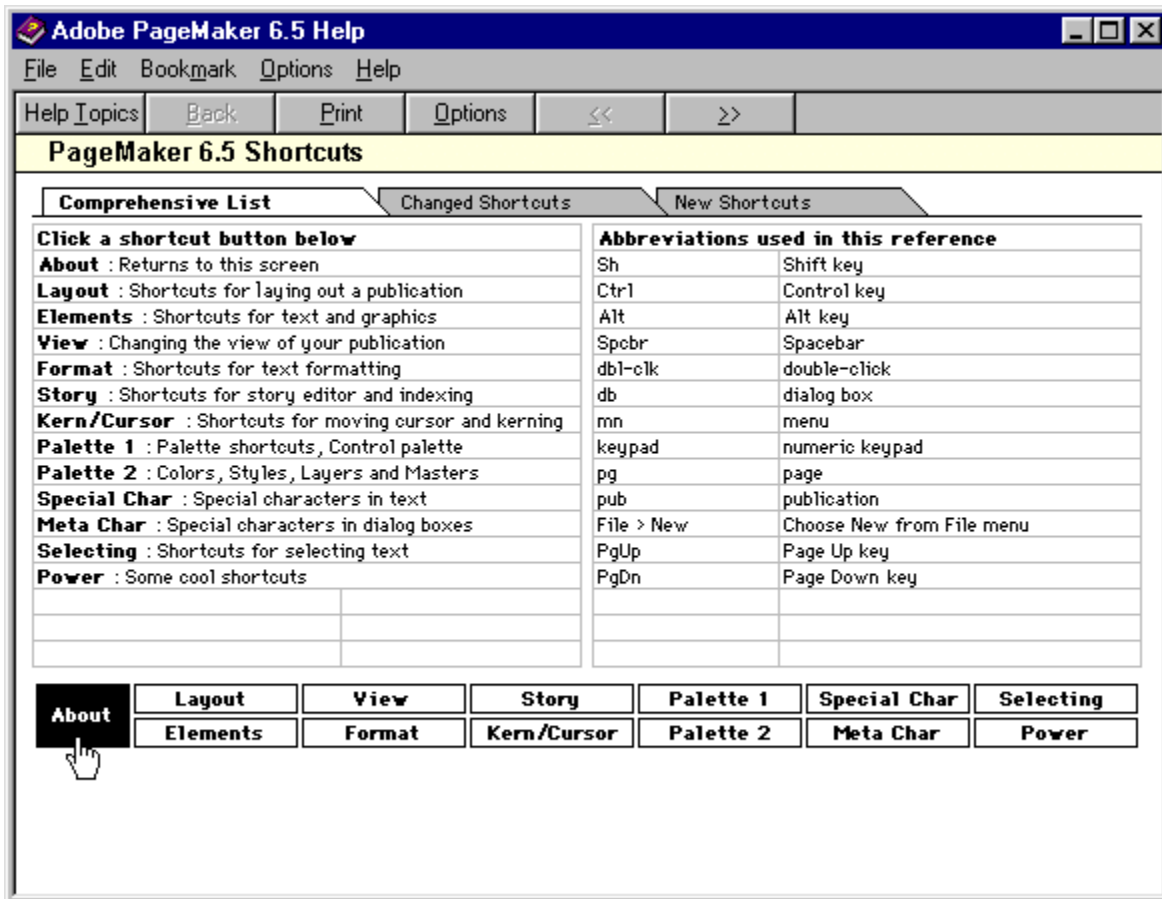 Adobe PageMaker 6.5 Help
File Edit Bookmark Options Help
Help Topics Back Print Options << >>
PageMaker 6.5 Shortcuts
Comprehensive List Changed Shortcuts New Shortcuts
Click a shortcut button below
About : Returns to this screen
Layout : Shortcuts for laying out a publication
Elements : Shortcuts for text and graphics
View : Changing the view of your publication
Format : Shortcuts for text formatting
Story : Shortcuts for story editor and indexing
Kern/Cursor : Shortcuts for moving cursor and kerning
Palette 1 : Palette shortcuts, Control palette
Palette 2 : Colors, Styles, Layers and Masters
Special Char : Special characters in text
Meta Char : Special characters in dialog boxes
Selecting : Shortcuts for selecting text
Power : Some cool shortcuts
Abbreviations used in this reference
Sh Shift key
Ctrl Control key
Alt Alt key
Spcbr Spacebar
dbl-clk double-click
db dialog box
mn menu
keypad numeric keypad
pg page
pub publication
File > New Choose New from File menu
PgUp Page Up key
PgDn Page Down key
About
Layout View Story Palette 1 Special Char Selecting
Elements Format Kern/Cursor Palette 2 Meta Char Power